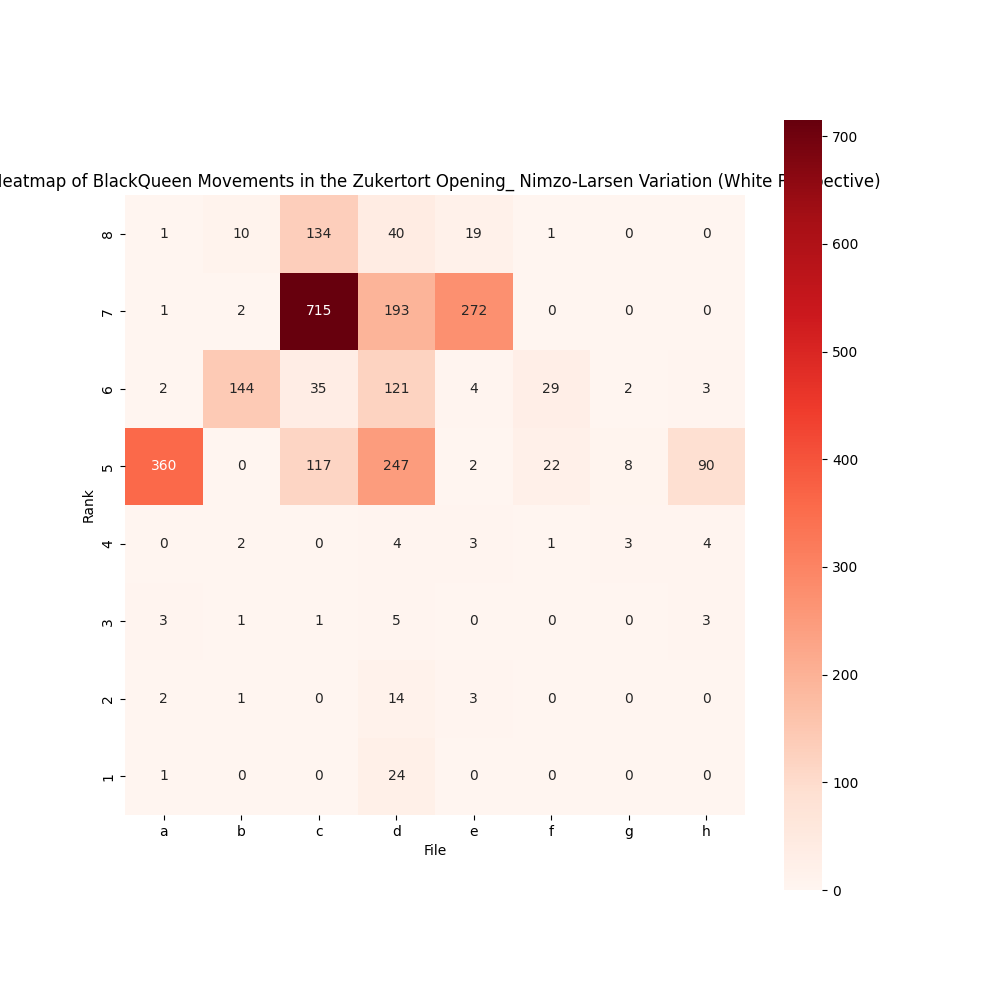 Heatmap of BlackQueen Movements in the Zukertort Opening_ Nimzo-Larsen Variation (White Perspective)
8 1 10 134 40 19 1 0 0
7 1 2 715 193 272 0 0 0
6 2 144 35 121 4 29 2 3
5 360 0 117 247 2 22 8 90
4 0 2 0 4 3 1 3 4
3 3 1 1 5 0 0 0 3
2 2 1 0 14 3 0 0 0
1 1 0 0 24 0 0 0 0
a b c d e f g h
File
Rank
700
600
500
400
300
200
100
0